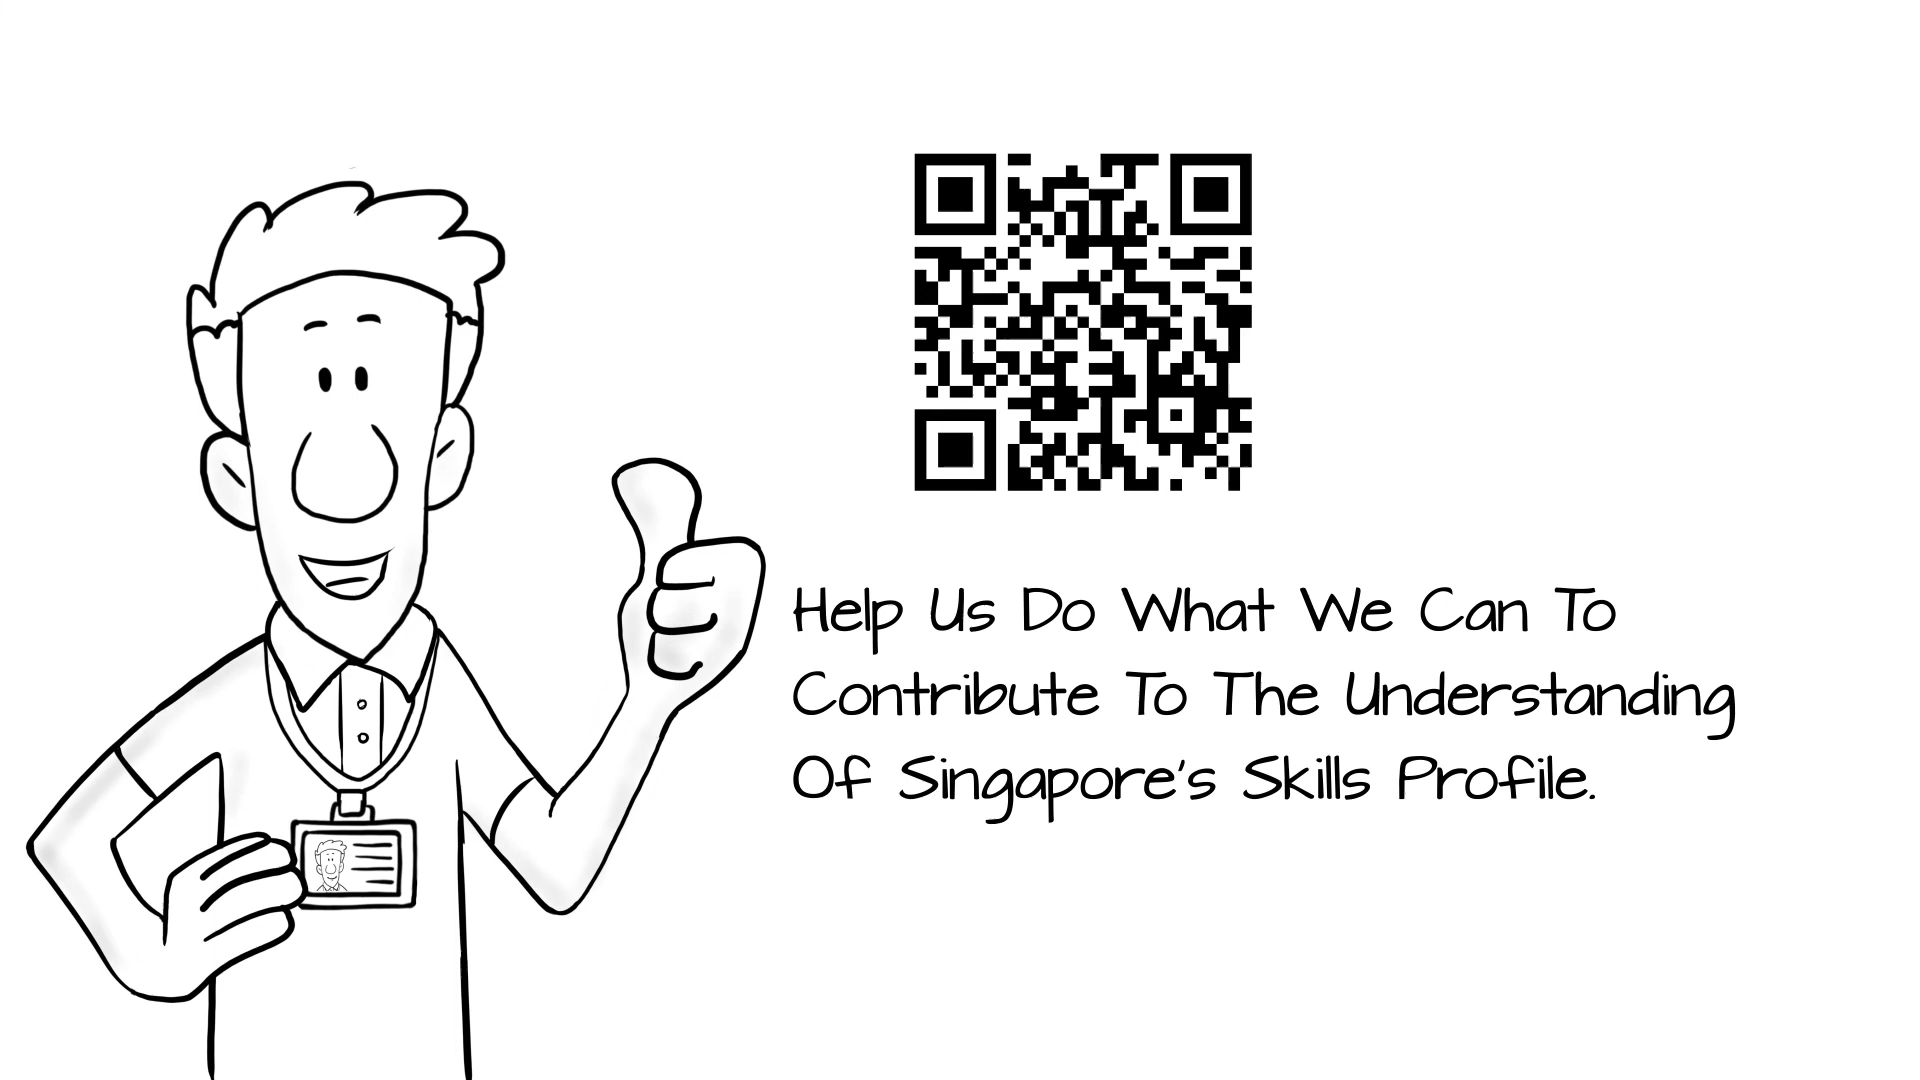 Help Us Do What We Can To
Contribute To The Understanding
Of Singapore's Skills Profile.